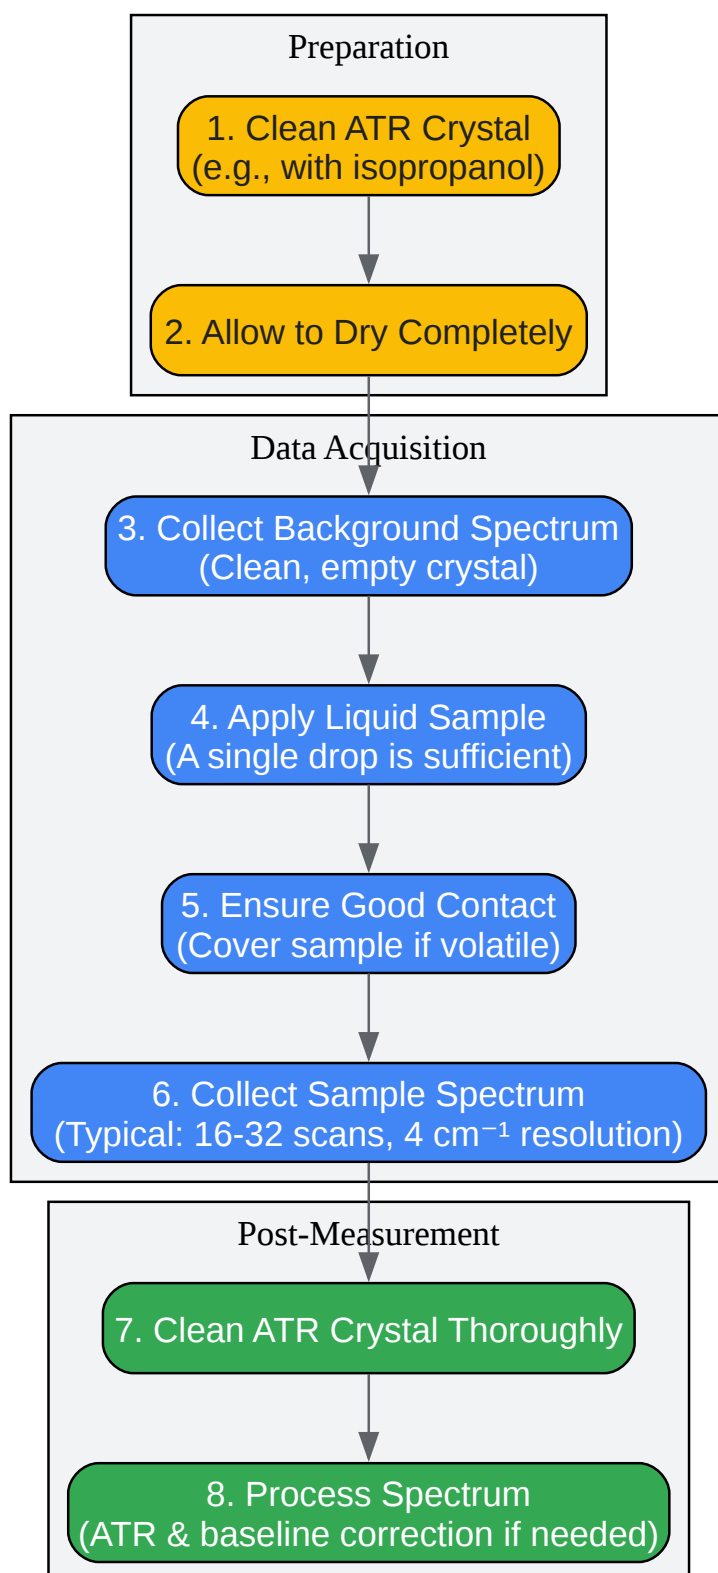 Preparation
1. Clean ATR Crystal
(e.g., with isopropanol)
2. Allow to Dry Completely
Data Acquisition
3. Collect Background Spectrum
(Clean, empty crystal)
4. Apply Liquid Sample
(A single drop is sufficient)
5. Ensure Good Contact
(Cover sample if volatile)
6. Collect Sample Spectrum
(Typical: 16-32 scans, 4 cm⁻¹ resolution)
Post-Measurement
7. Clean ATR Crystal Thoroughly
8. Process Spectrum
(ATR & baseline correction if needed)